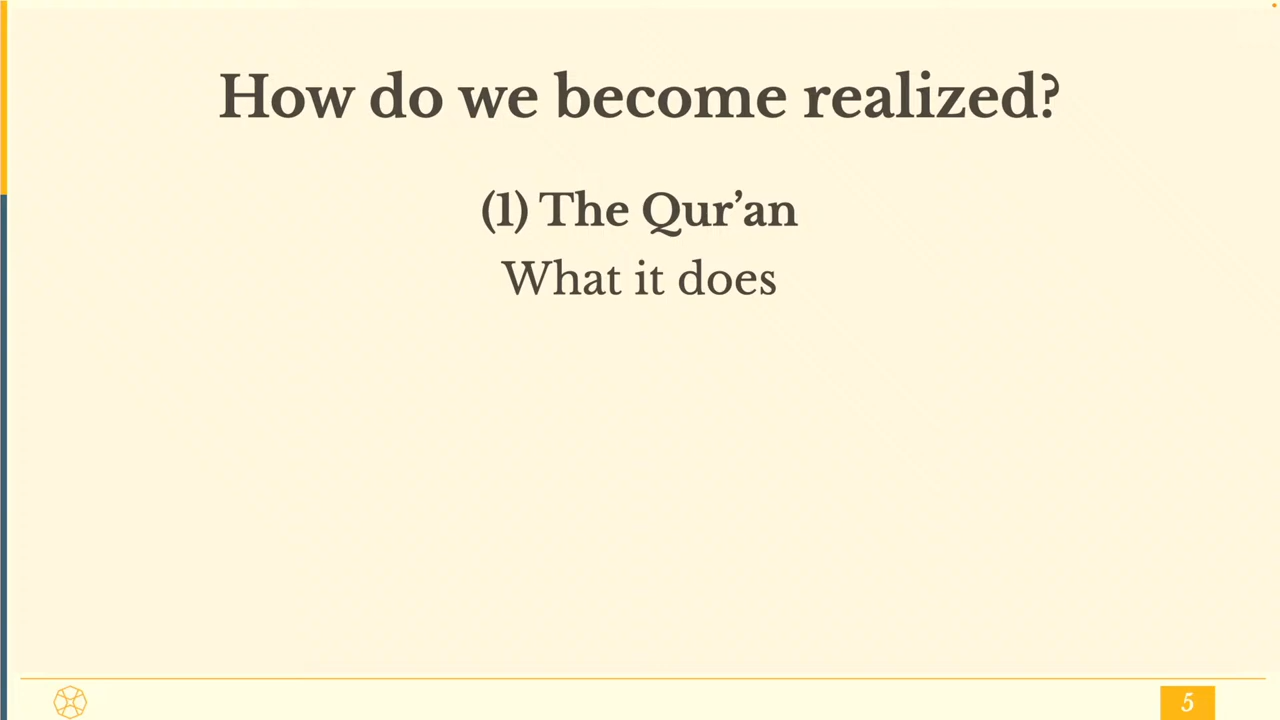 How do we become realized?
(1) The Qur’an
What it does
5